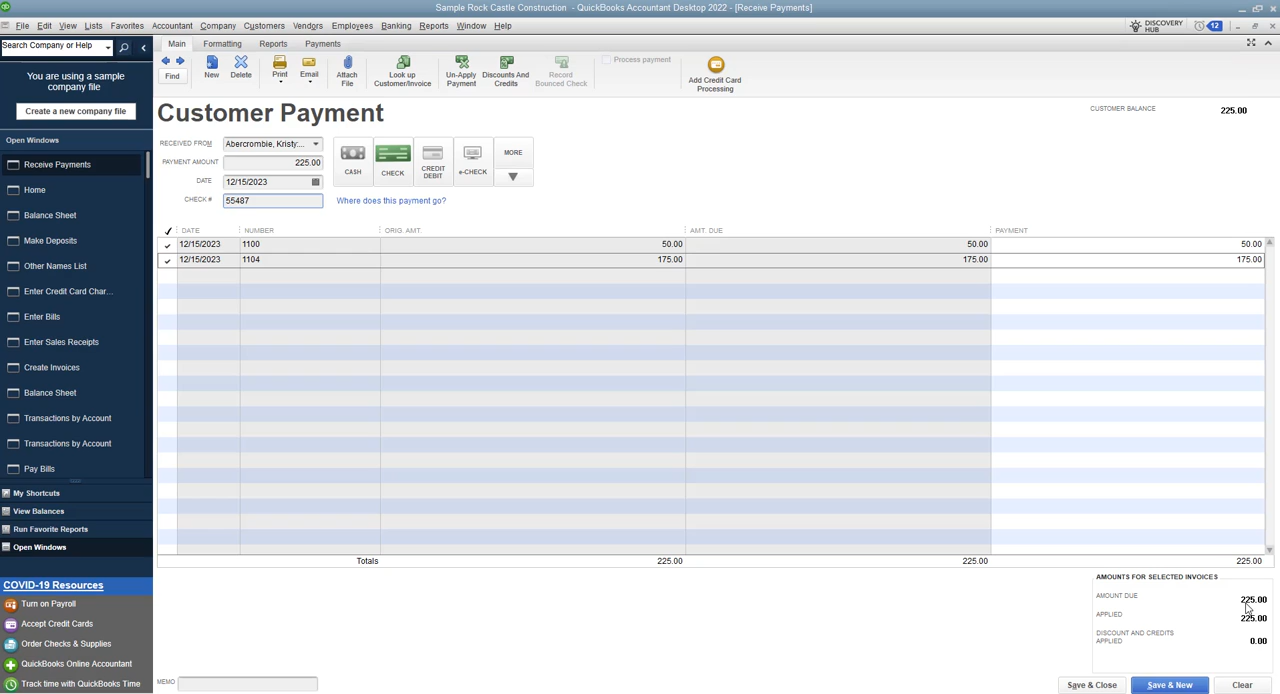 Sample Rock Castle Construction - QuickBooks Accountant Desktop 2022 - [Receive Payments]
File Edit View Lists Favorites Accountant Company Customers Vendors Employees Banking Reports Window Help
DISCOVERY HUB 12
Search Company or Help
You are using a sample
company file
Create a new company file
Open Windows
Receive Payments
Home
Balance Sheet
Make Deposits
Other Names List
Enter Credit Card Char...
Enter Bills
Enter Sales Receipts
Create Invoices
Balance Sheet
Transactions by Account
Transactions by Account
Pay Bills
My Shortcuts
View Balances
Run Favorite Reports
Open Windows
COVID-19 Resources
Turn on Payroll
Accept Credit Cards
Order Checks & Supplies
QuickBooks Online Accountant
Track time with QuickBooks Time
Main Formatting Reports Payments
Find
New
Delete
Print
Email
Attach
File
Look up
Customer/Invoice
Un-Apply
Payment
Discounts And
Credits
Record
Bounced Check
Process payment
Add Credit Card
Processing
Customer Payment
CUSTOMER BALANCE 225.00
RECEIVED FROM Abercrombie, Kristy:...
PAYMENT AMOUNT 225.00
DATE 12/15/2023
CHECK # 55487
CASH
CHECK
CREDIT
DEBIT
e-CHECK
MORE
Where does this payment go?
DATE NUMBER ORIG. AMT. AMT. DUE PAYMENT
12/15/2023 1100 50.00 50.00 50.00
12/15/2023 1104 175.00 175.00 175.00
Totals 225.00 225.00 225.00
AMOUNTS FOR SELECTED INVOICES
AMOUNT DUE 225.00
APPLIED 225.00
DISCOUNT AND CREDITS
APPLIED 0.00
MEMO
Save & Close Save & New Clear